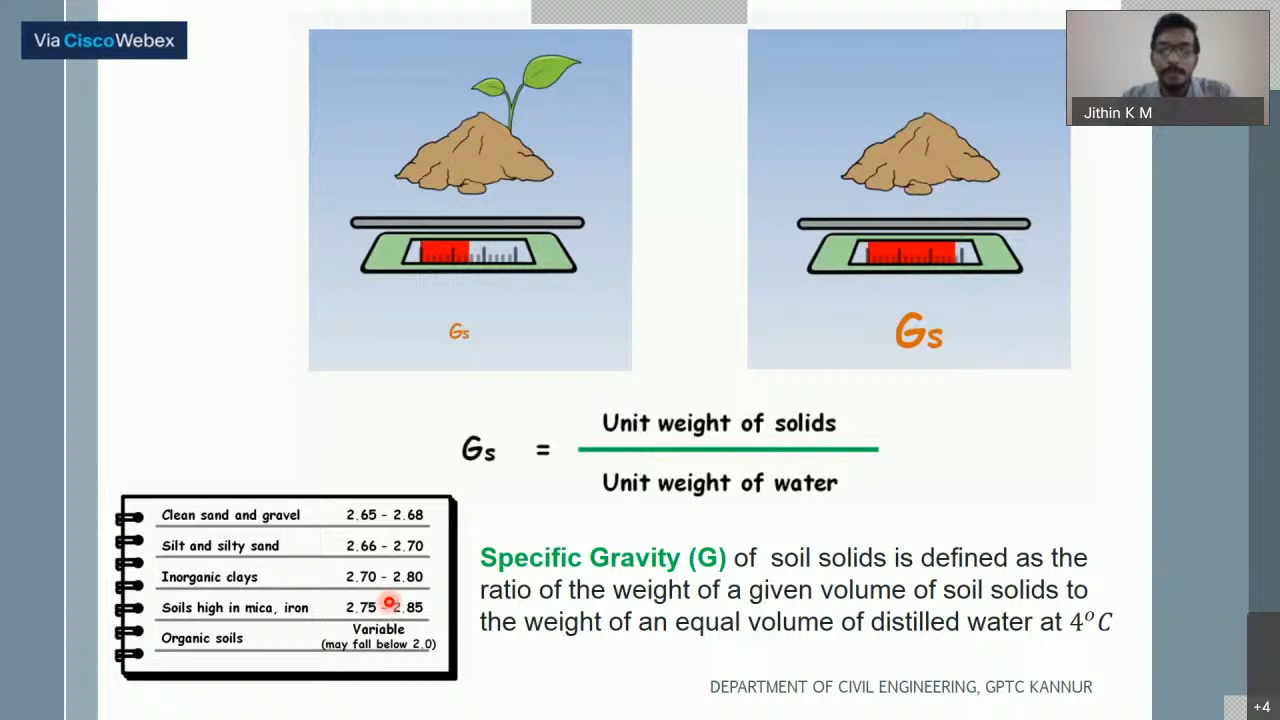 Via CiscoWebex
Jithin K M
Gs
Gs
Gs = Unit weight of solids
Unit weight of water
Clean sand and gravel 2.65 - 2.68
Silt and silty sand 2.66 - 2.70
Inorganic clays 2.70 - 2.80
Soils high in mica, iron 2.75 - 2.85
Organic soils Variable
(may fall below 2.0)
Specific Gravity (G) of soil solids is defined as the
ratio of the weight of a given volume of soil solids to
the weight of an equal volume of distilled water at 4°C
DEPARTMENT OF CIVIL ENGINEERING, GPTC KANNUR
+4